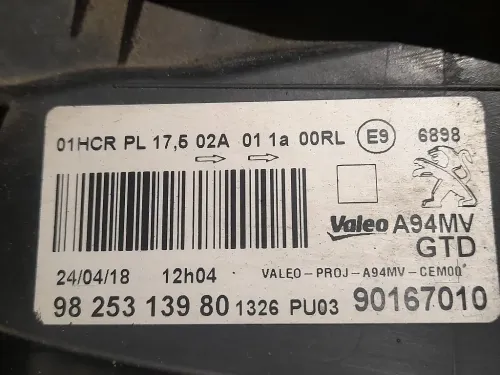 01HCR PL 17,5 02A 01 1a 00RL E9 6898
Valeo A94MV
GTD
24/04/18 12h04 VALEO-PROJ-A94MV-CEM00
98 253 139 80 1326 PU03 90167010